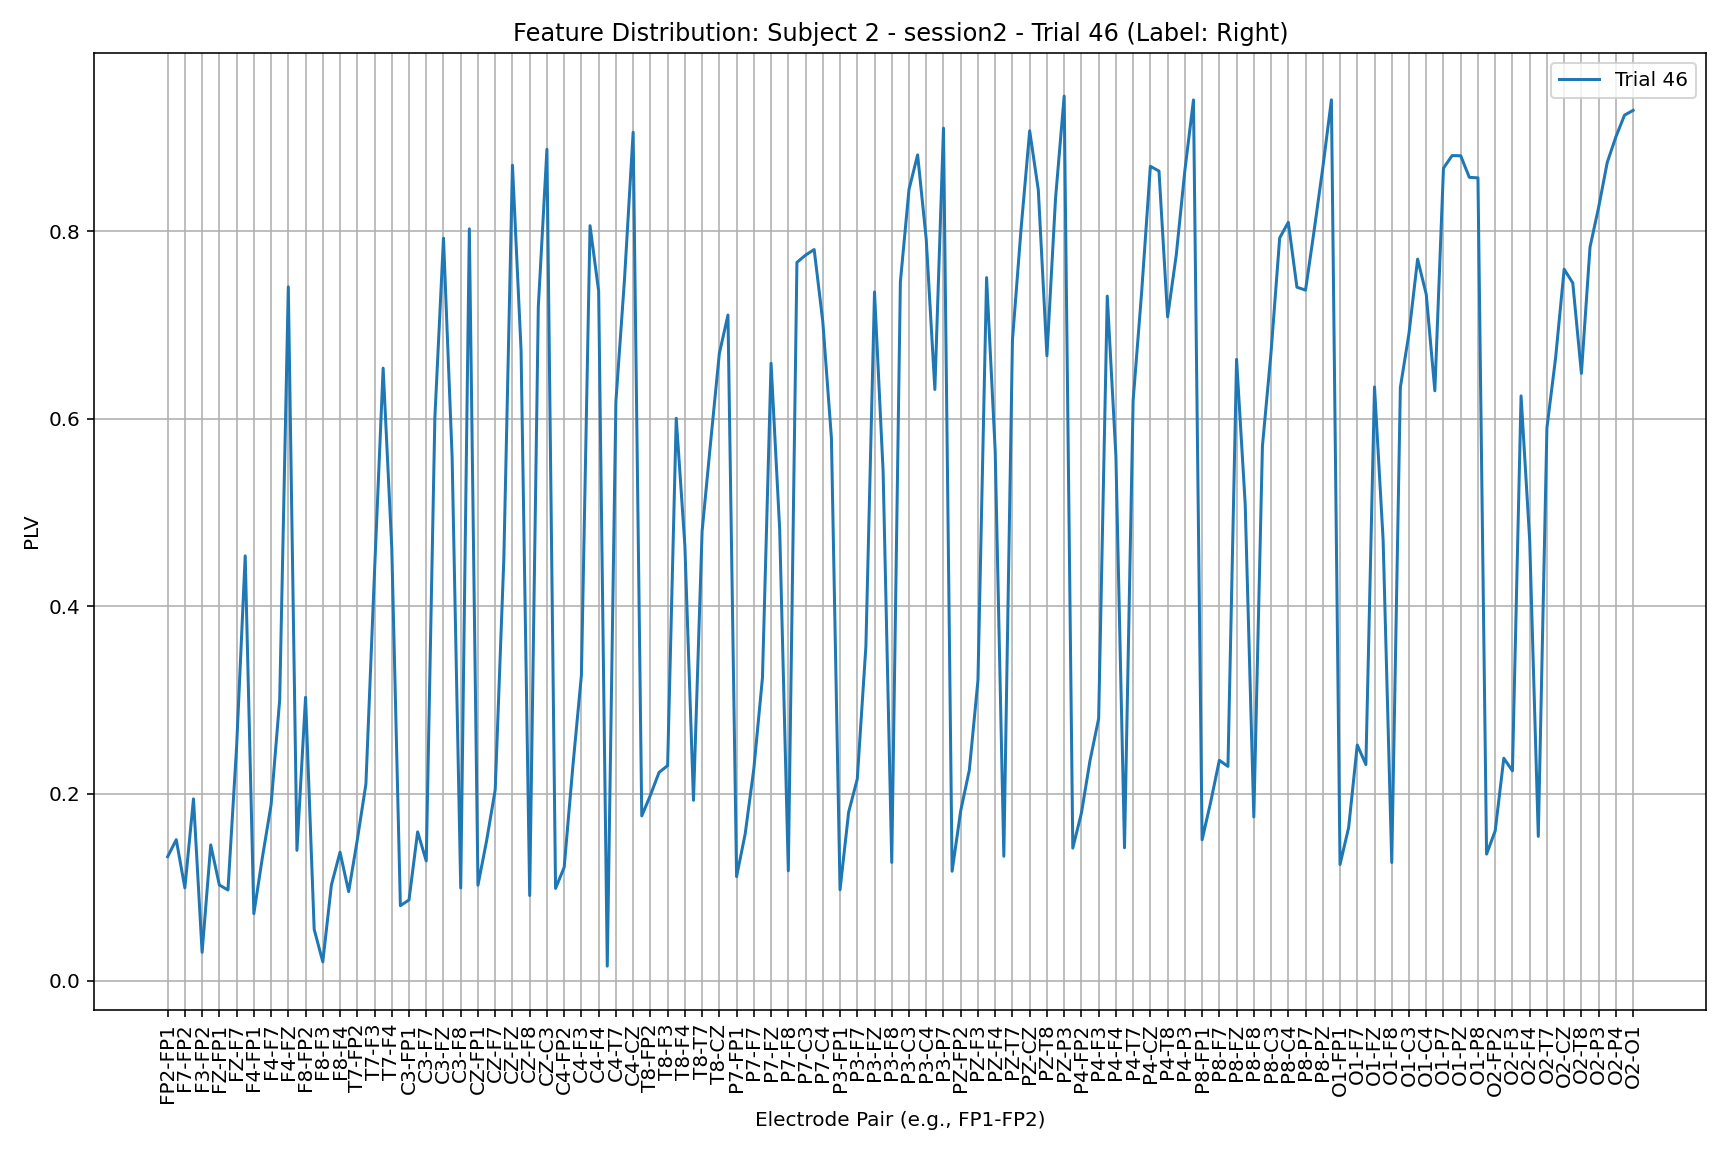 Feature Distribution: Subject 2 - session2 - Trial 46 (Label: Right)
Trial 46
PLV
0.8
0.6
0.4
0.2
0.0
FP2-FP1
F7-FP2
F3-FP2
FZ-FP1
FZ-F7
F4-FP1
F4-F7
F4-FZ
F8-FP2
F8-F3
F8-F4
T7-FP2
T7-F3
T7-F4
C3-FP1
C3-F7
C3-FZ
C3-F8
CZ-FP1
CZ-F7
CZ-FZ
CZ-F8
CZ-C3
C4-FP2
C4-F3
C4-F4
C4-T7
C4-CZ
T8-FP2
T8-F3
T8-F4
T8-T7
T8-CZ
P7-FP1
P7-F7
P7-FZ
P7-F8
P7-C3
P7-C4
P3-FP1
P3-F7
P3-FZ
P3-F8
P3-C3
P3-C4
P3-P7
PZ-FP2
PZ-F3
PZ-F4
PZ-T7
PZ-CZ
PZ-T8
PZ-P3
P4-FP2
P4-F3
P4-F4
P4-T7
P4-CZ
P4-T8
P4-P3
P8-FP1
P8-F7
P8-FZ
P8-F8
P8-C3
P8-C4
P8-P7
P8-PZ
O1-FP1
O1-F7
O1-FZ
O1-F8
O1-C3
O1-C4
O1-P7
O1-PZ
O1-P8
O2-FP2
O2-F3
O2-F4
O2-T7
O2-CZ
O2-T8
O2-P3
O2-P4
O2-O1
Electrode Pair (e.g., FP1-FP2)